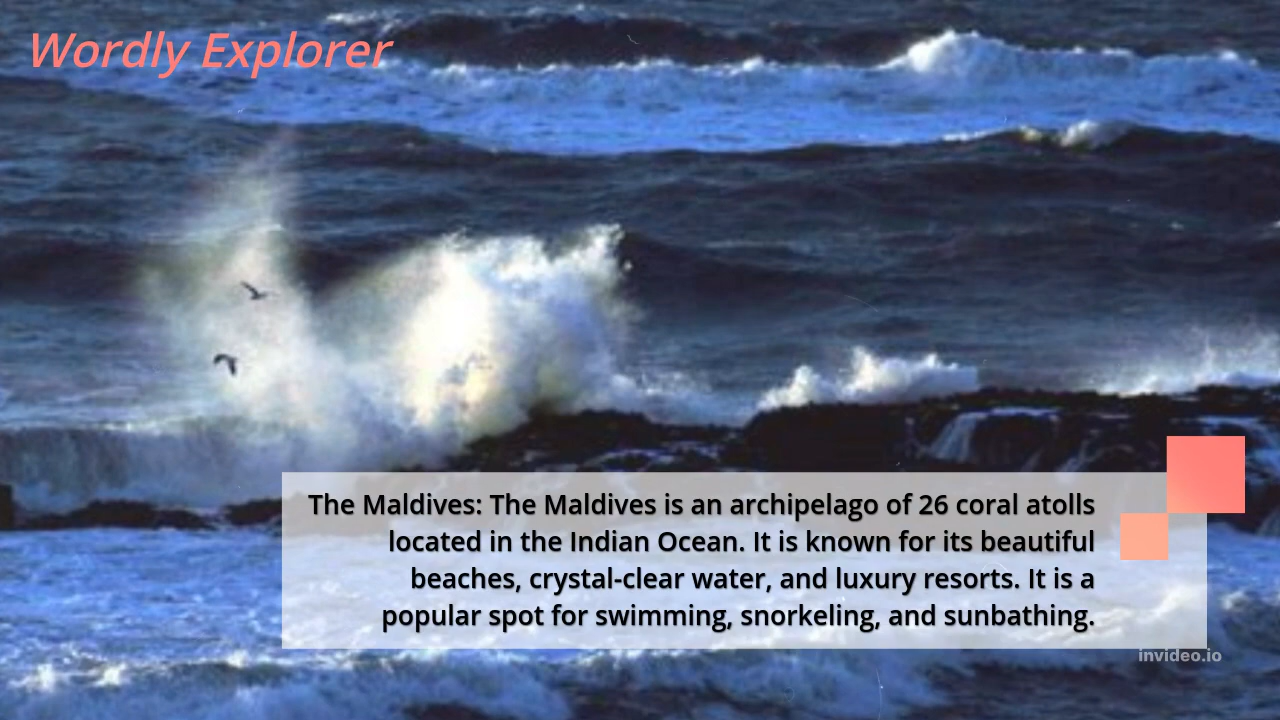 Wordly Explorer
The Maldives: The Maldives is an archipelago of 26 coral atolls
located in the Indian Ocean. It is known for its beautiful
beaches, crystal-clear water, and luxury resorts. It is a
popular spot for swimming, snorkeling, and sunbathing.
invideo.io